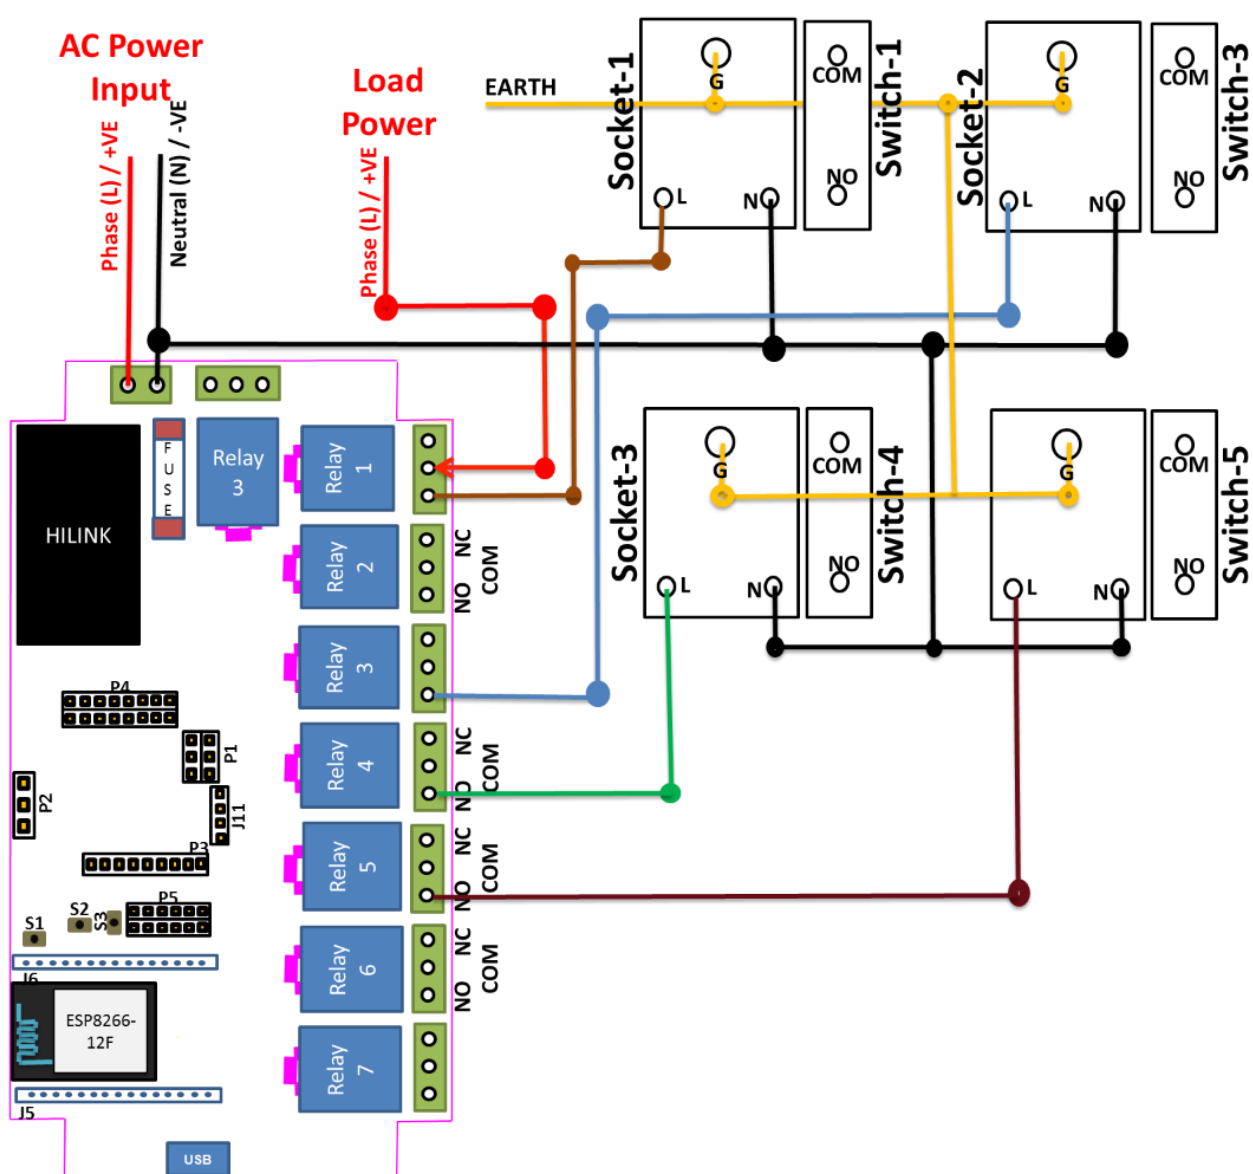 AC Power
Input
Phase (L) / +VE
Neutral (N) / -VE
Load
Power
Phase (L) / +VE
EARTH
Socket-1
G
L
N
COM
NO
Switch-1
Socket-2
G
L
N
COM
NO
Switch-3
Socket-3
G
L
N
COM
NO
Switch-4
G
L
N
COM
NO
Switch-5
HILINK
FUSE
Relay
3
Relay
1
Relay
2
NC
COM
NO
Relay
3
Relay
4
NC
COM
NO
Relay
5
NC
COM
NO
Relay
6
NC
COM
NO
Relay
7
P4
P1
P2
J11
P3
P5
S1
S2
S3
J6
ESP8266-
12F
J5
USB